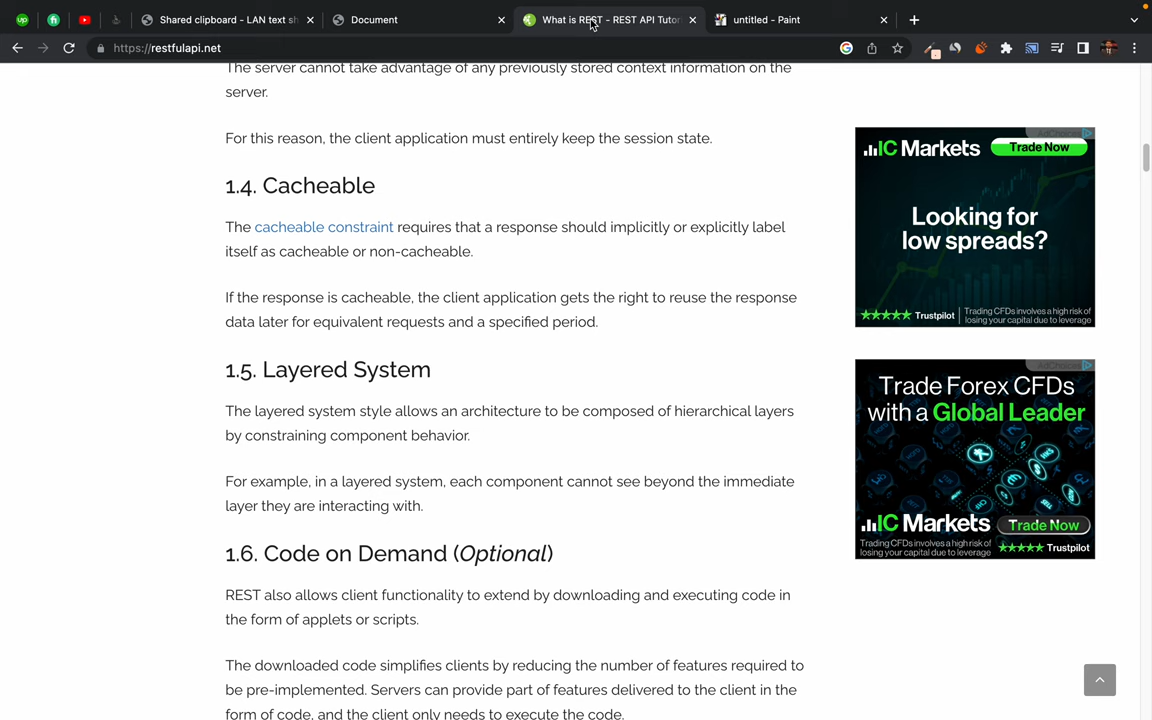 Shared clipboard - LAN text sh
Document
What is REST - REST API Tutor
untitled - Paint
https://restfulapi.net
The server cannot take advantage of any previously stored context information on the
server.
For this reason, the client application must entirely keep the session state.
1.4. Cacheable
The cacheable constraint requires that a response should implicitly or explicitly label
itself as cacheable or non-cacheable.
If the response is cacheable, the client application gets the right to reuse the response
data later for equivalent requests and a specified period.
1.5. Layered System
The layered system style allows an architecture to be composed of hierarchical layers
by constraining component behavior.
For example, in a layered system, each component cannot see beyond the immediate
layer they are interacting with.
1.6. Code on Demand (Optional)
REST also allows client functionality to extend by downloading and executing code in
the form of applets or scripts.
The downloaded code simplifies clients by reducing the number of features required to
be pre-implemented. Servers can provide part of features delivered to the client in the
form of code, and the client only needs to execute the code.
AdChoices
IC Markets
Trade Now
Looking for
low spreads?
Trustpilot
Trading CFDs involves a high risk of
losing your capital due to leverage
AdChoices
Trade Forex CFDs
with a Global Leader
IC Markets
Trade Now
Trading CFDs involves a high risk of
losing your capital due to leverage
Trustpilot